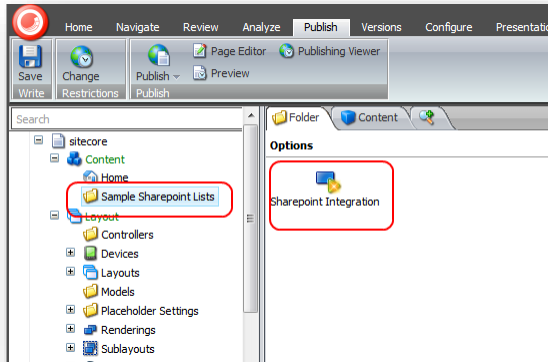 Home Navigate Review Analyze Publish Versions Configure Presentatio
Save Change Publish Page Editor Publishing Viewer
Preview
Write Restrictions Publish
Search
Folder Content
Options
Sharepoint Integration
sitecore
Content
Home
Sample Sharepoint Lists
Layout
Controllers
Devices
Layouts
Models
Placeholder Settings
Renderings
Sublayouts